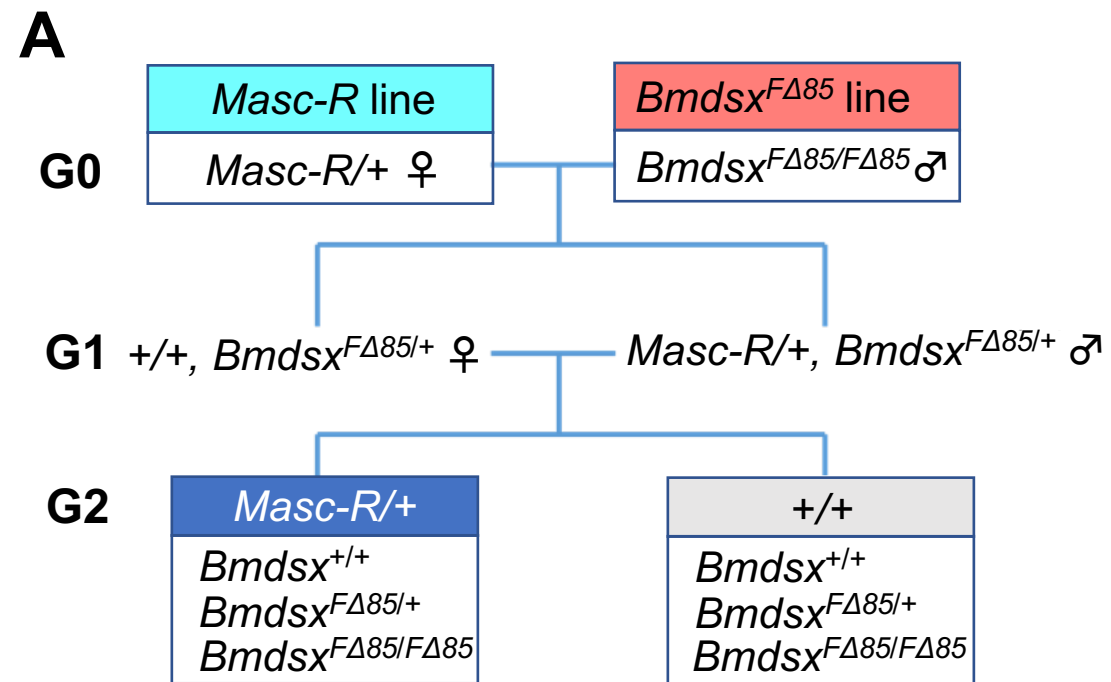 A
Masc-R line
BmdsxFΔ85 line
G0
Masc-R/+ ♀
BmdsxFΔ85/FΔ85 ♂
G1
+/+, BmdsxFΔ85/+ ♀
Masc-R/+, BmdsxFΔ85/+ ♂
G2
Masc-R/+
Bmdsx+/+
BmdsxFΔ85/+
BmdsxFΔ85/FΔ85
+/+
Bmdsx+/+
BmdsxFΔ85/+
BmdsxFΔ85/FΔ85